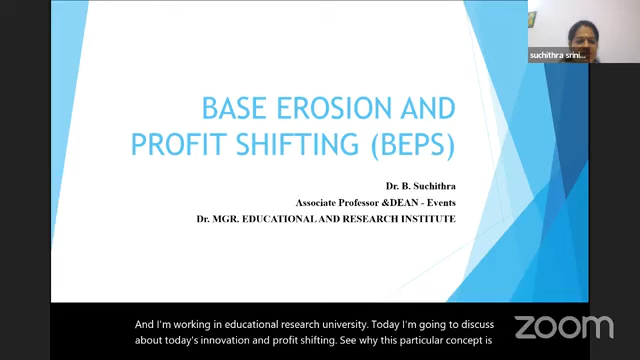 suchithra srini...
BASE EROSION AND
PROFIT SHIFTING (BEPS)
Dr. B. Suchithra
Associate Professor &DEAN - Events
Dr. MGR. EDUCATIONAL AND RESEARCH INSTITUTE
And I'm working in educational research university. Today I'm going to discuss
about today's innovation and profit shifting. See why this particular concept is
zoom